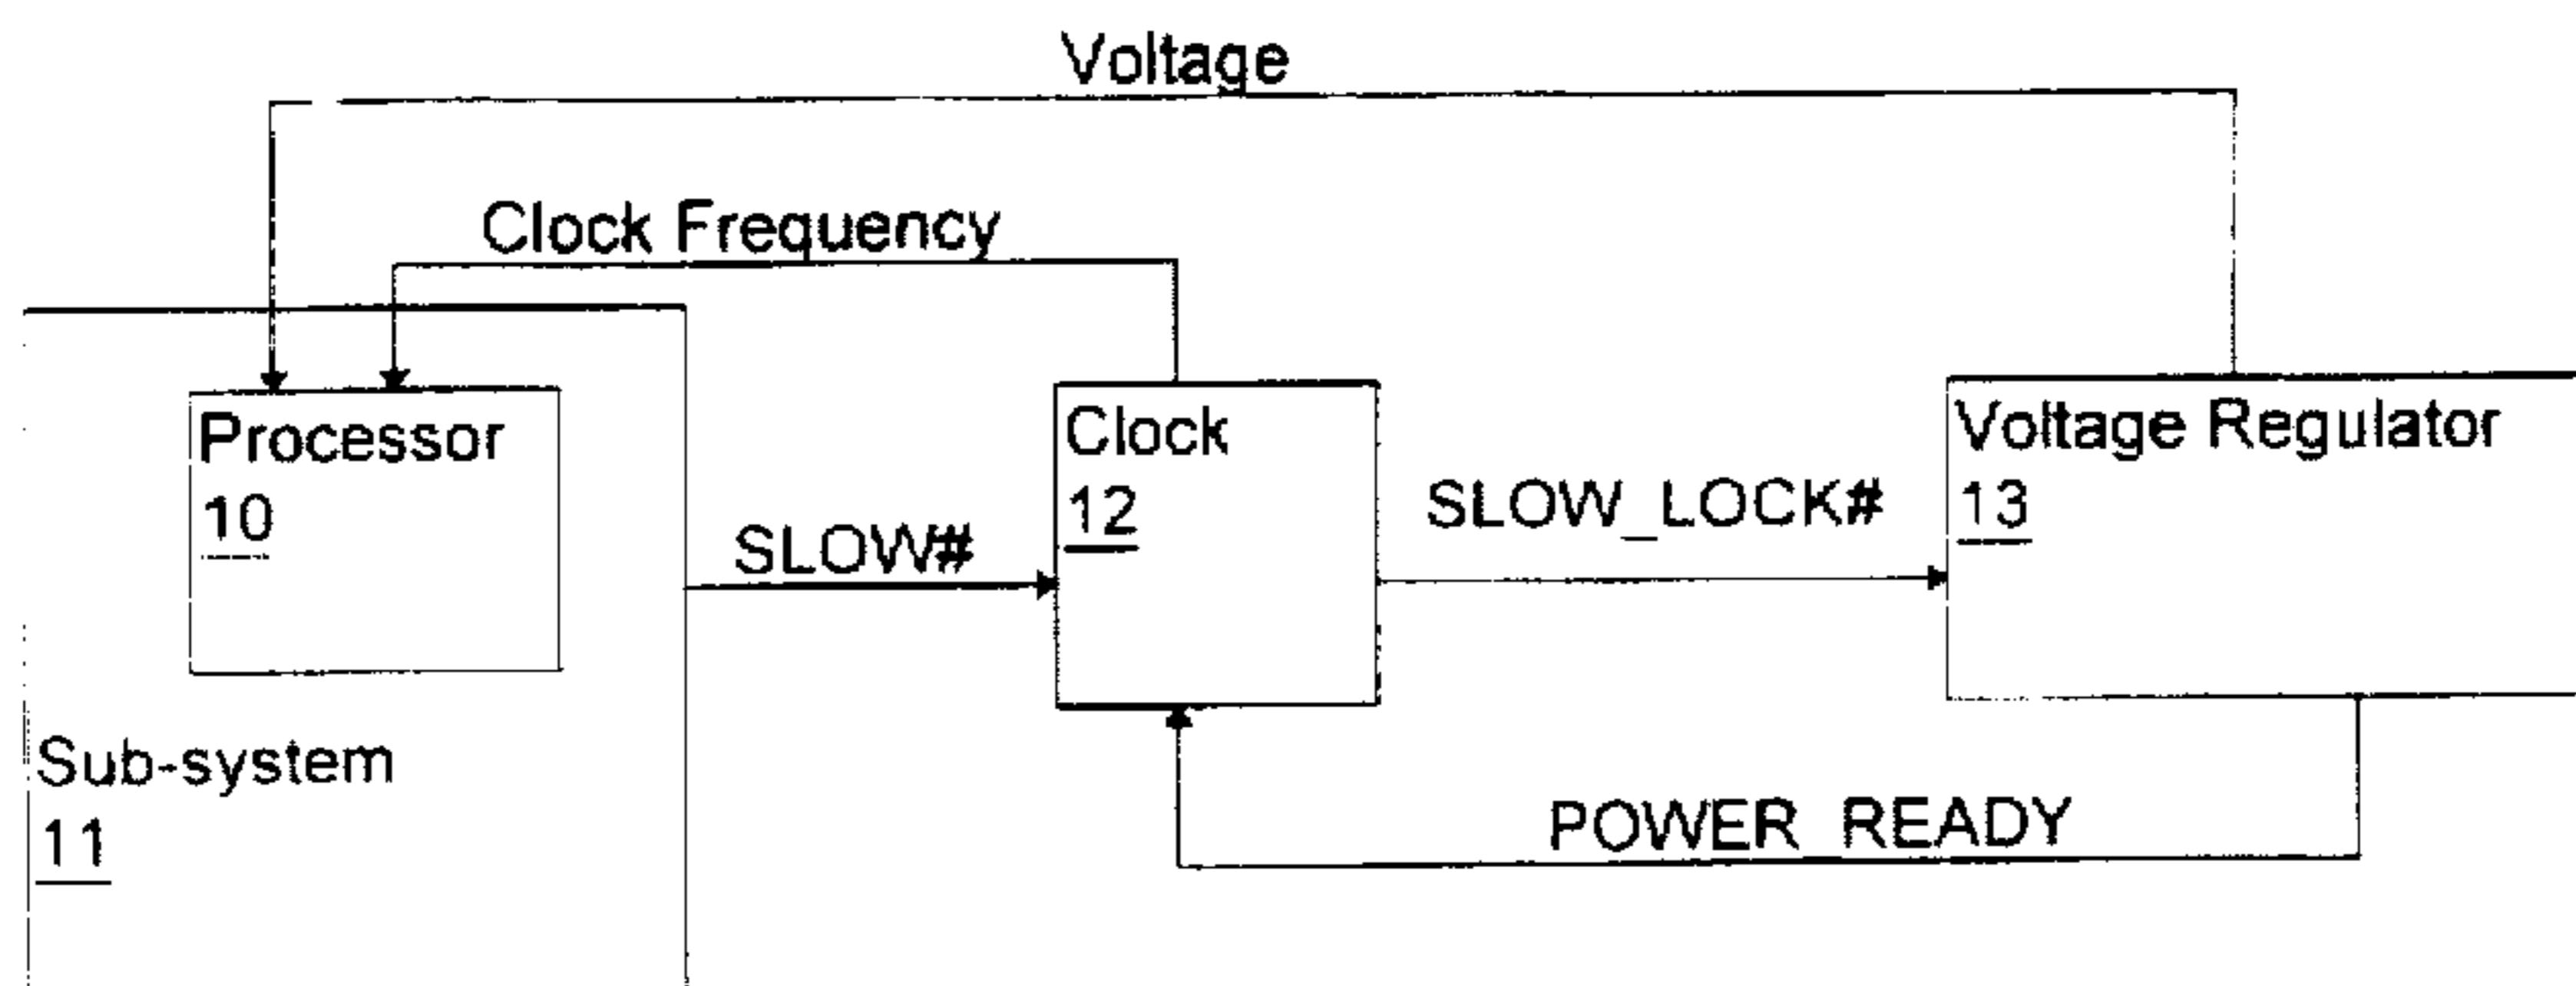 Voltage
Clock Frequency
Processor
10
Clock
12
Voltage Regulator
13
SLOW#
SLOW_LOCK#
Sub-system
11
POWER READY